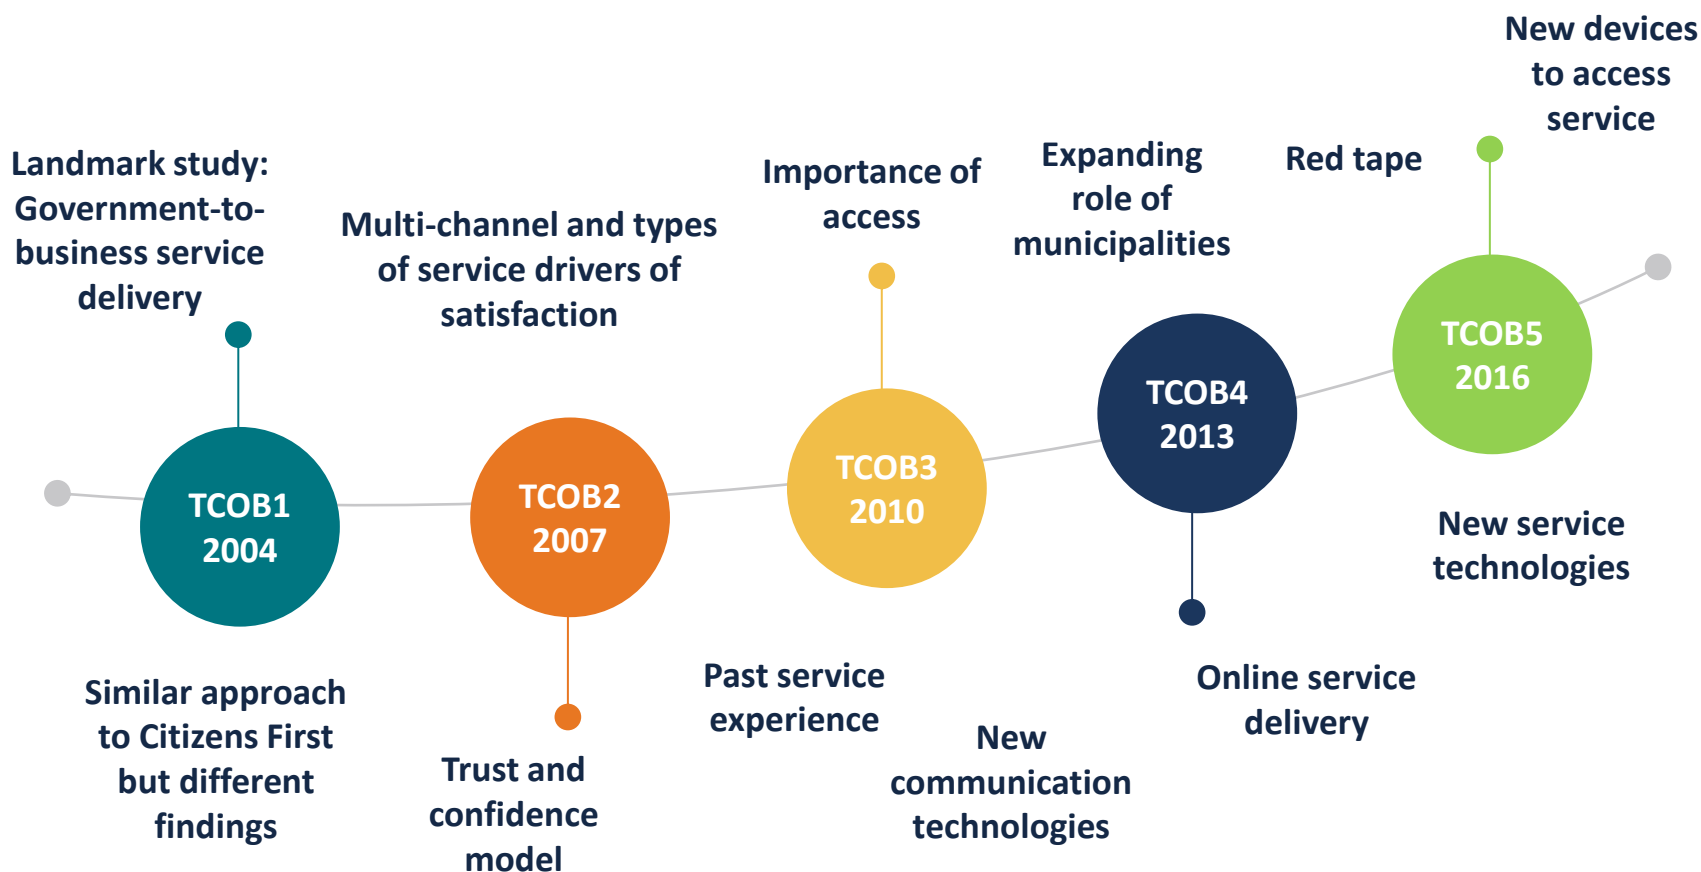 Landmark study:
Government-to-
business service
delivery
TCOB1
2004
Similar approach
to Citizens First
but different
findings
Multi-channel and types
of service drivers of
satisfaction
TCOB2
2007
Trust and
confidence
model
Importance of
access
TCOB3
2010
Past service
experience
New
communication
technologies
Expanding
role of
municipalities
TCOB4
2013
Online service
delivery
Red tape
New devices
to access
service
TCOB5
2016
New service
technologies